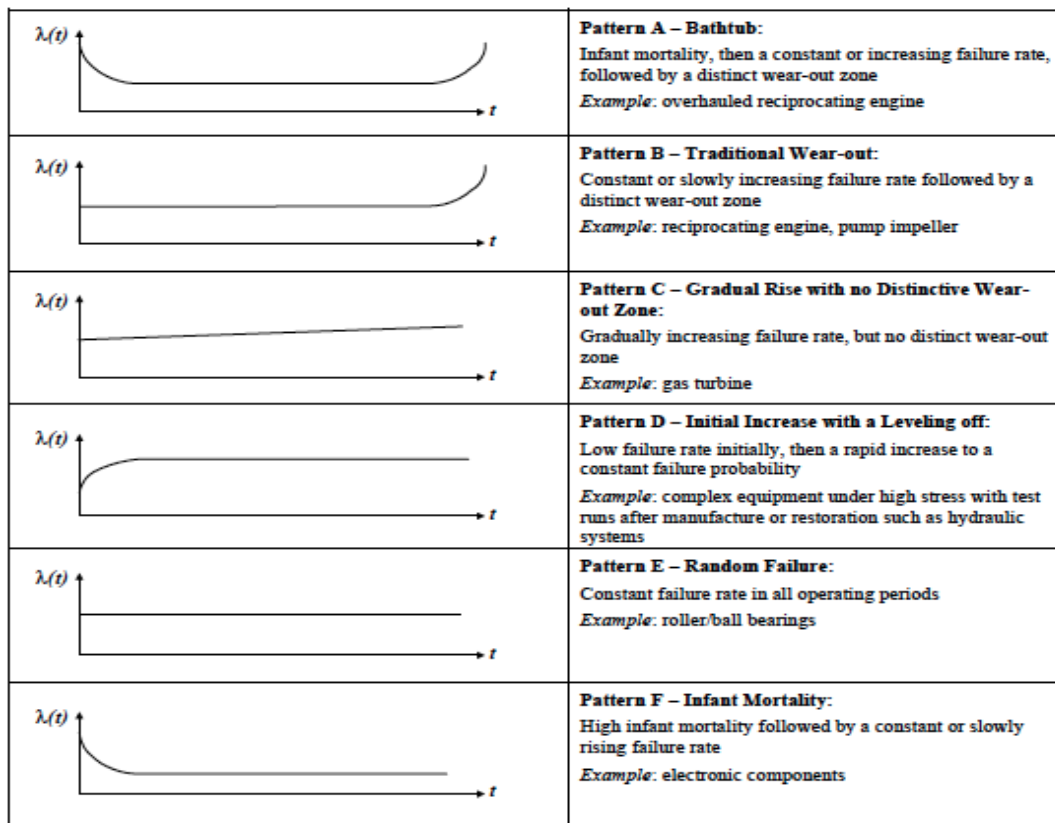 λ(t)
t
Pattern A – Bathtub:
Infant mortality, then a constant or increasing failure rate,
followed by a distinct wear-out zone
Example: overhauled reciprocating engine
λ(t)
t
Pattern B – Traditional Wear-out:
Constant or slowly increasing failure rate followed by a
distinct wear-out zone
Example: reciprocating engine, pump impeller
λ(t)
t
Pattern C – Gradual Rise with no Distinctive Wear-
out Zone:
Gradually increasing failure rate, but no distinct wear-out
zone
Example: gas turbine
λ(t)
t
Pattern D – Initial Increase with a Leveling off:
Low failure rate initially, then a rapid increase to a
constant failure probability
Example: complex equipment under high stress with test
runs after manufacture or restoration such as hydraulic
systems
λ(t)
t
Pattern E – Random Failure:
Constant failure rate in all operating periods
Example: roller/ball bearings
λ(t)
t
Pattern F – Infant Mortality:
High infant mortality followed by a constant or slowly
rising failure rate
Example: electronic components